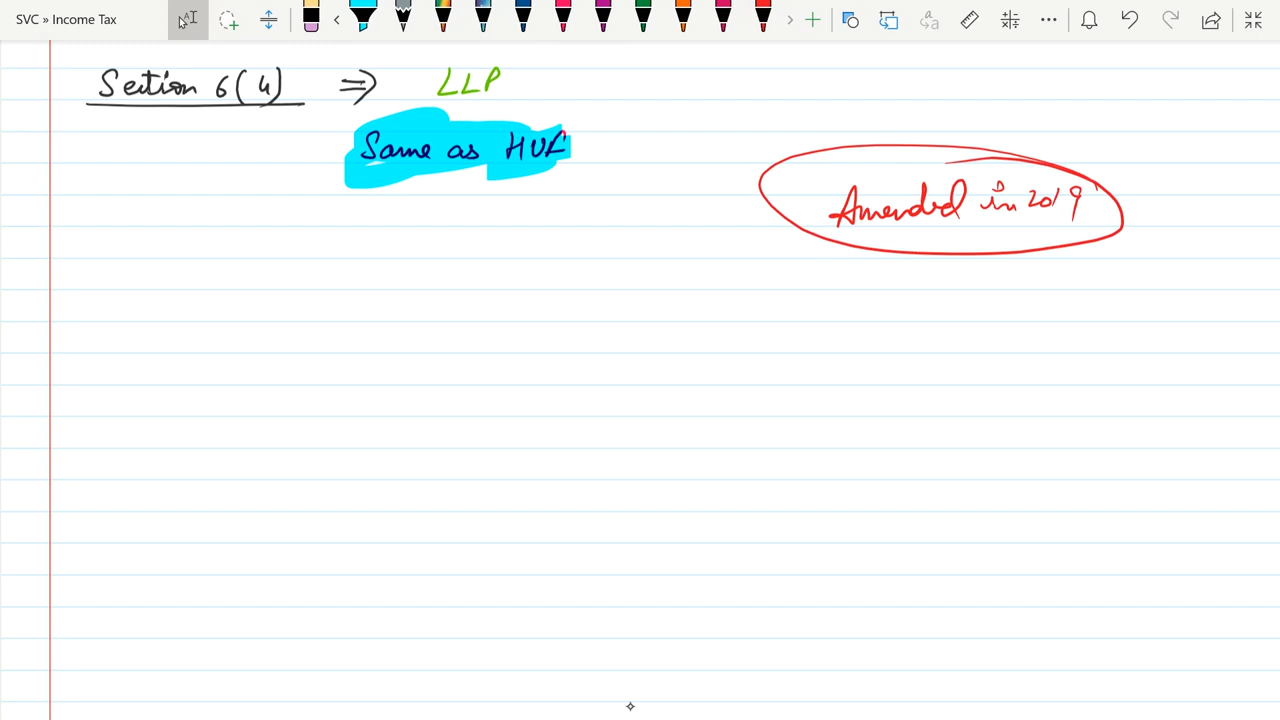 SVC » Income Tax
Section 6(4) ⇒ LLP
Same as HUF
Amended in 2019